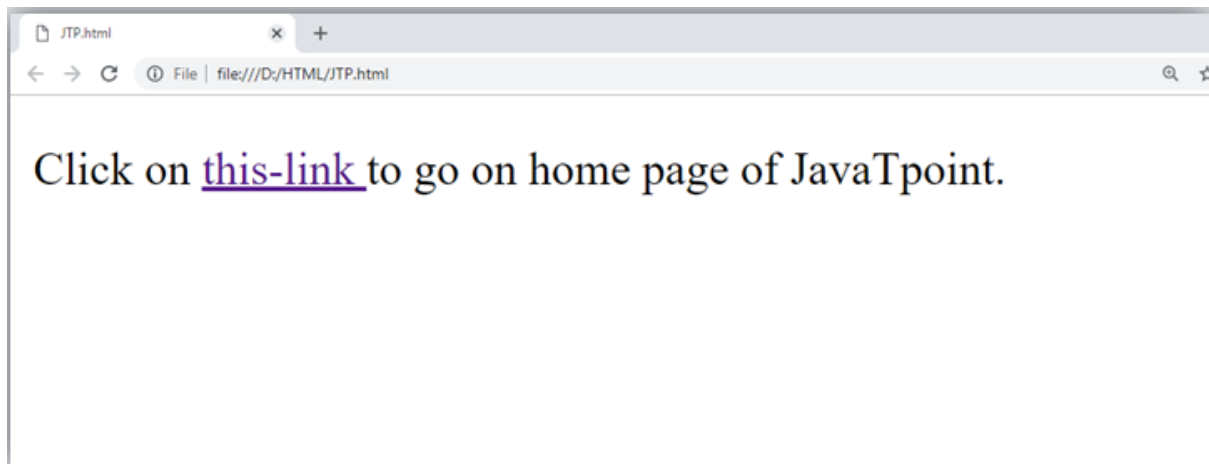 JTP.html
File file:///D:/HTML/JTP.html
Click on this-link to go on home page of JavaTpoint.